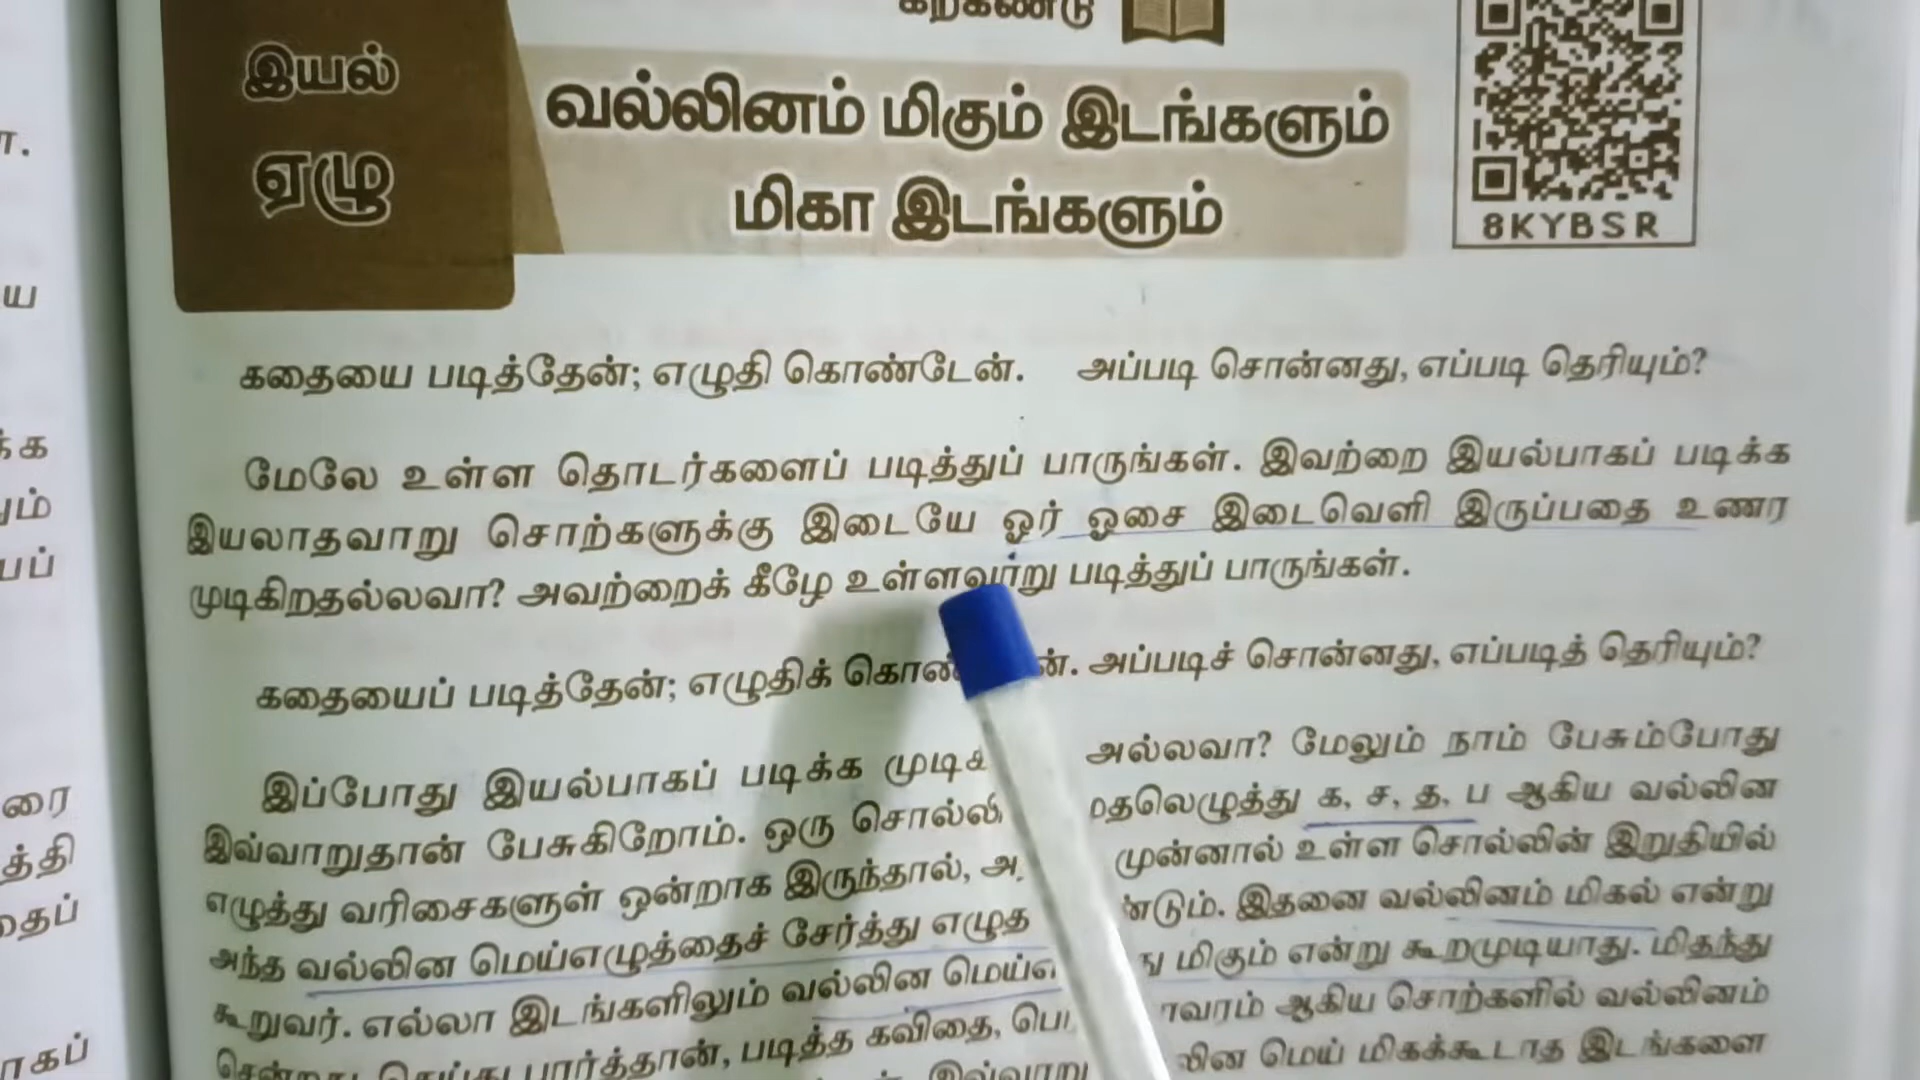 கற்கண்டு
இயல்
ஏழு
வல்லினம் மிகும் இடங்களும்
மிகா இடங்களும்
8KYBSR
கதையை படித்தேன்; எழுதி கொண்டேன். அப்படி சொன்னது, எப்படி தெரியும்?
மேலே உள்ள தொடர்களைப் படித்துப் பாருங்கள். இவற்றை இயல்பாகப் படிக்க
இயலாதவாறு சொற்களுக்கு இடையே ஓர் ஓசை இடைவெளி இருப்பதை உணர
முடிகிறதல்லவா? அவற்றைக் கீழே உள்ளவாறு படித்துப் பாருங்கள்.
கதையைப் படித்தேன்; எழுதிக் அப்படிச் சொன்னது, எப்படித் தெரியும்?
இப்போது இயல்பாகப் படிக்க அல்லவா? மேலும் நாம் பேசும்போது
இவ்வாறுதான் பேசுகிறோம். ஒரு க, ச, த, ப ஆகிய வல்லின
எழுத்து வரிசைகளுள் ஒன்றாக இருந்தால், முன்னால் உள்ள சொல்லின் இறுதியில்
அந்த வல்லின மெய்எழுத்தைச் சேர்த்து எழுத இதனை வல்லினம் மிகல் என்று
கூறுவர். எல்லா இடங்களிலும் வல்லின மிகும் என்று கூறமுடியாது. மிதந்து
பார்த்தான், படித்த கவிதை, ஆகிய சொற்களில் வல்லினம்
இவ்வாறு மெய் மிகக்கூடாத இடங்களை